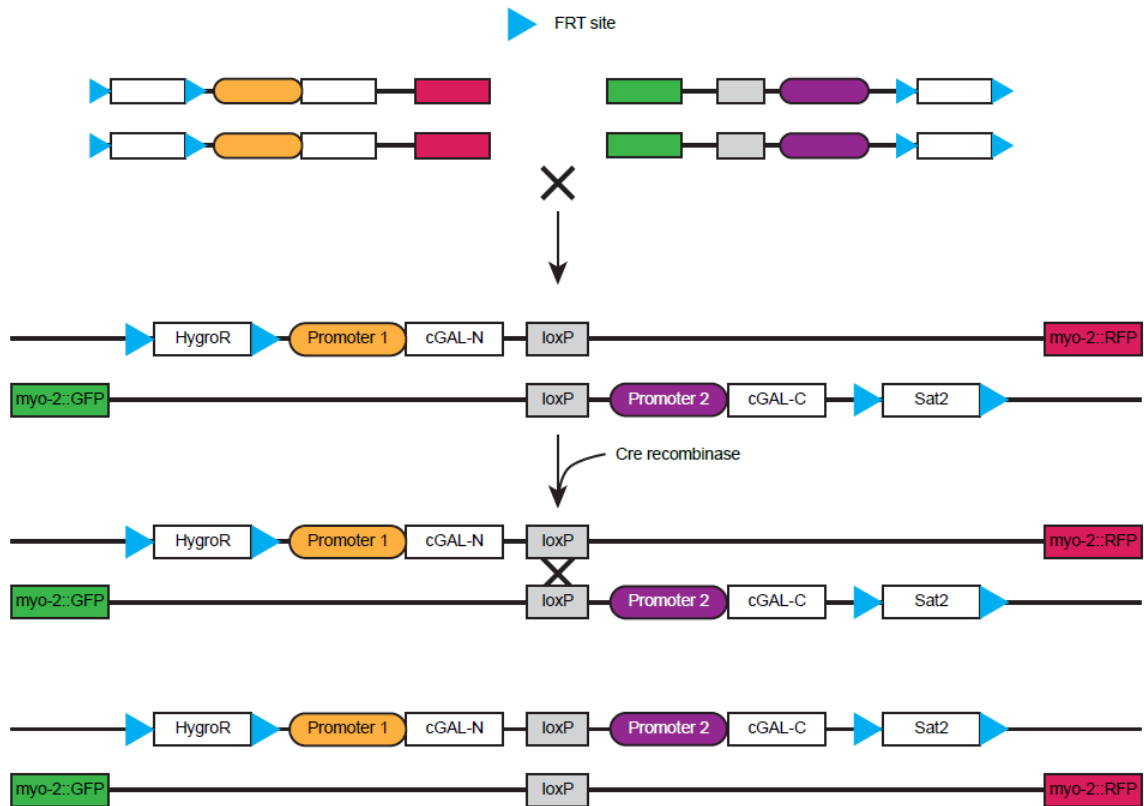 FRT site
HygroR Promoter 1 cGAL-N loxP myo-2::RFP
myo-2::GFP loxP Promoter 2 cGAL-C Sat2
Cre recombinase
HygroR Promoter 1 cGAL-N loxP myo-2::RFP
myo-2::GFP loxP Promoter 2 cGAL-C Sat2
HygroR Promoter 1 cGAL-N loxP Promoter 2 cGAL-C Sat2
myo-2::GFP loxP myo-2::RFP